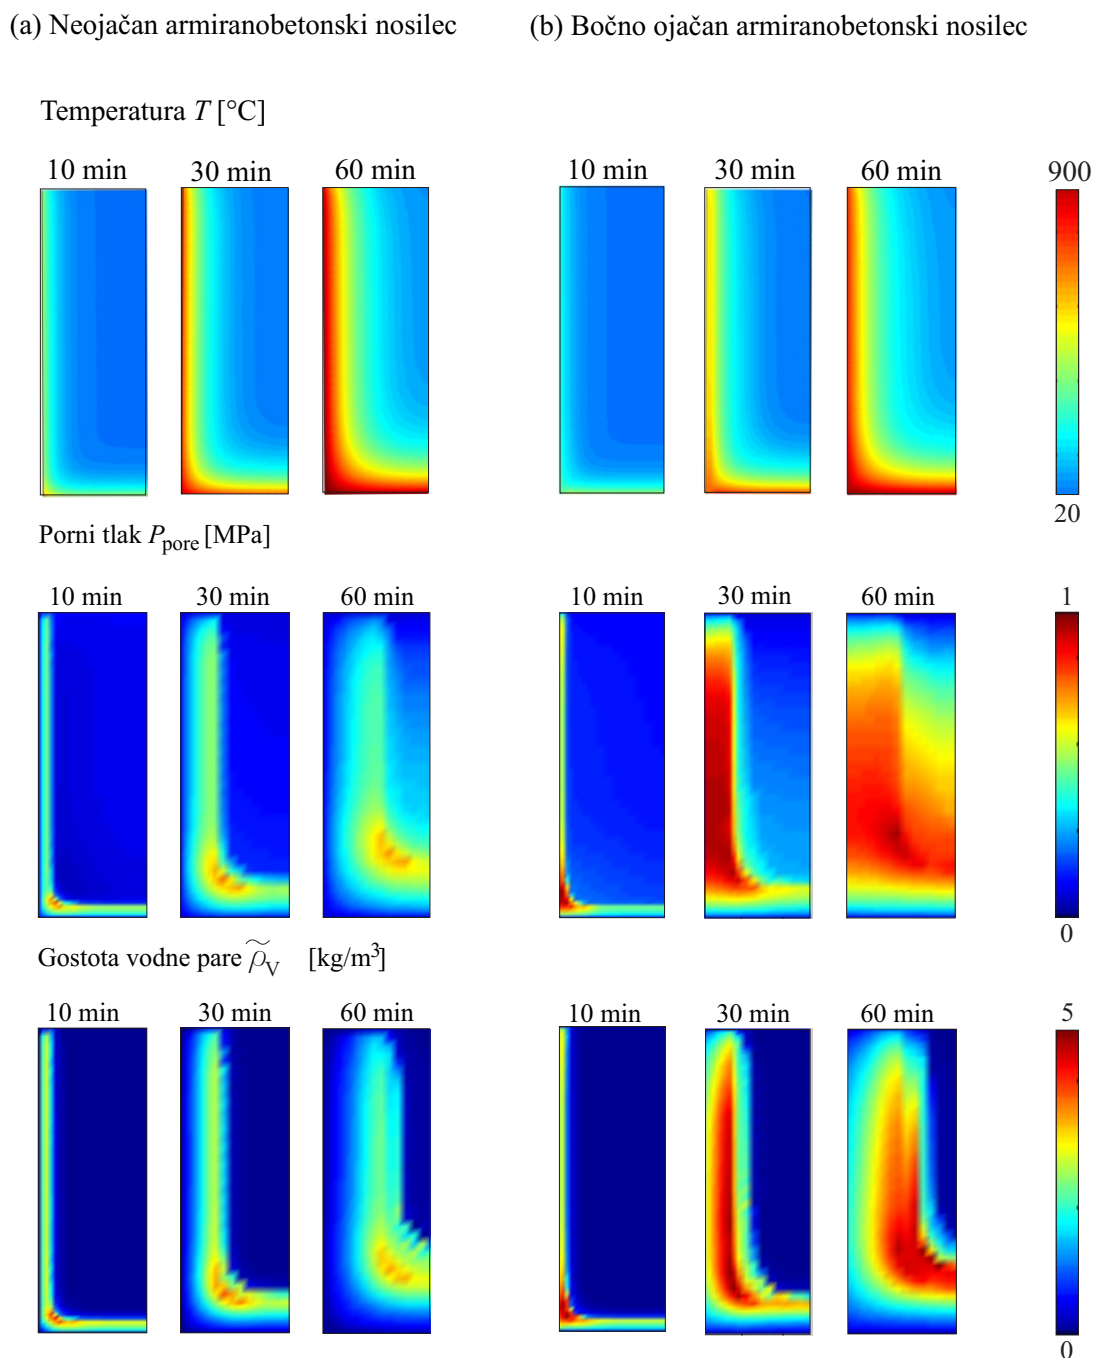 (a) Neojačan armiranobetonski nosilec
(b) Bočno ojačan armiranobetonski nosilec
Temperatura T [°C]
10 min 30 min 60 min 10 min 30 min 60 min 900
20
Porni tlak Ppore [MPa]
10 min 30 min 60 min 10 min 30 min 60 min 1
0
Gostota vodne pare ρ̃V [kg/m³]
10 min 30 min 60 min 10 min 30 min 60 min 5
0